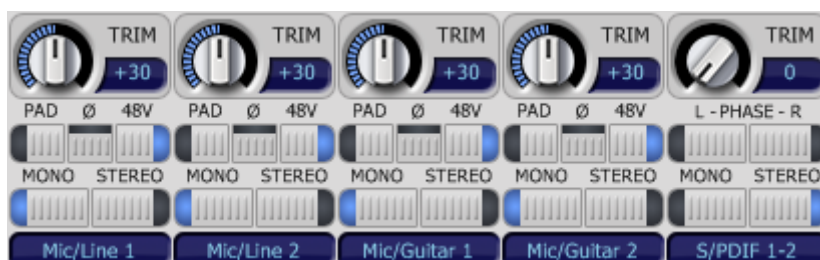 TRIM TRIM TRIM TRIM TRIM
+30 +30 +30 +30 0
PAD Ø 48V PAD Ø 48V PAD Ø 48V PAD Ø 48V L - PHASE - R
MONO STEREO MONO STEREO MONO STEREO MONO STEREO MONO STEREO
Mic/Line 1 Mic/Line 2 Mic/Guitar 1 Mic/Guitar 2 S/PDIF 1-2